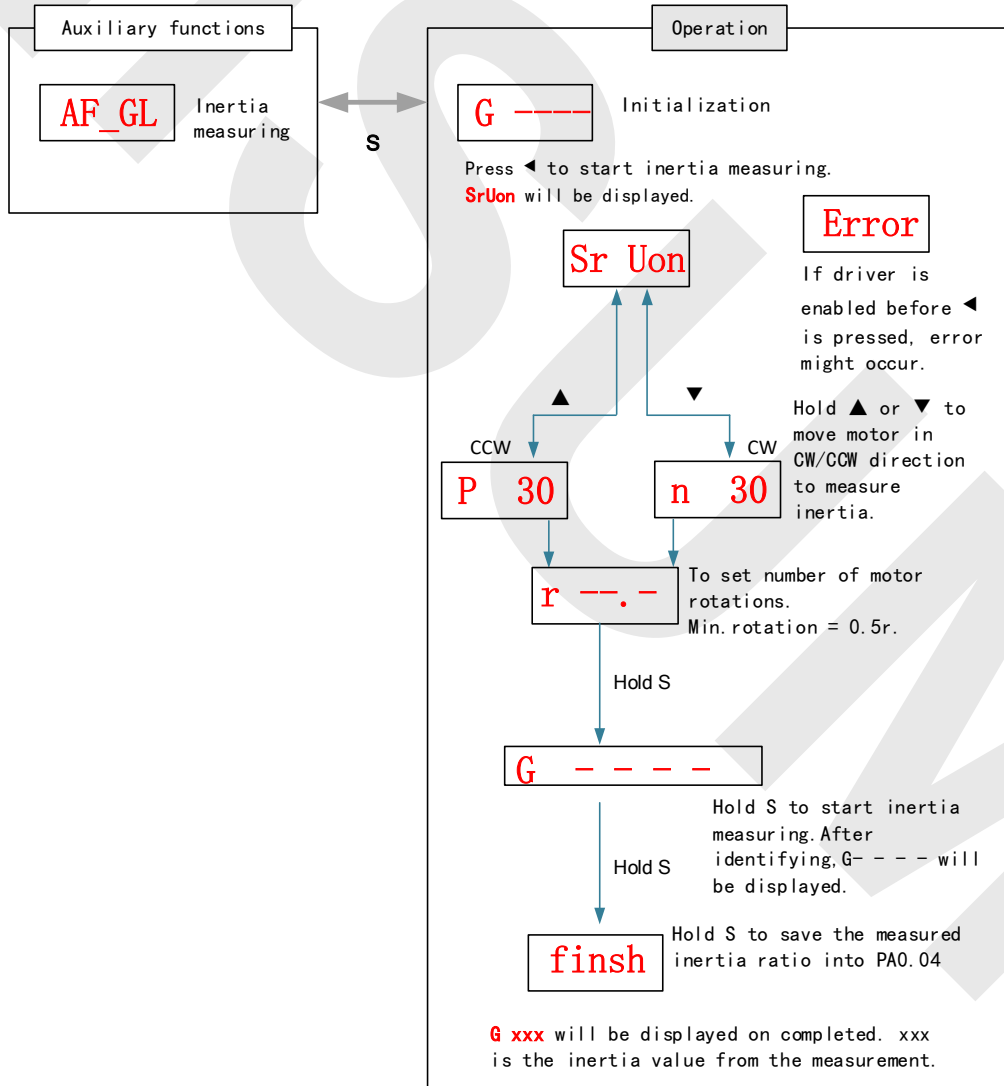 Auxiliary functions
AF_GL
Inertia
measuring
S
Operation
G ----
Initialization
Press ◀ to start inertia measuring.
SrUon will be displayed.
Error
If driver is
enabled before ◀
is pressed, error
might occur.
Sr Uon
▲
▼
CCW
CW
P 30
n 30
Hold ▲ or ▼ to
move motor in
CW/CCW direction
to measure
inertia.
r --.-
To set number of motor
rotations.
Min.rotation = 0.5r.
Hold S
G - - - -
Hold S to start inertia
measuring.After
identifying,G- - - - will
be displayed.
Hold S
finsh
Hold S to save the measured
inertia ratio into PA0.04
G xxx will be displayed on completed. xxx
is the inertia value from the measurement.